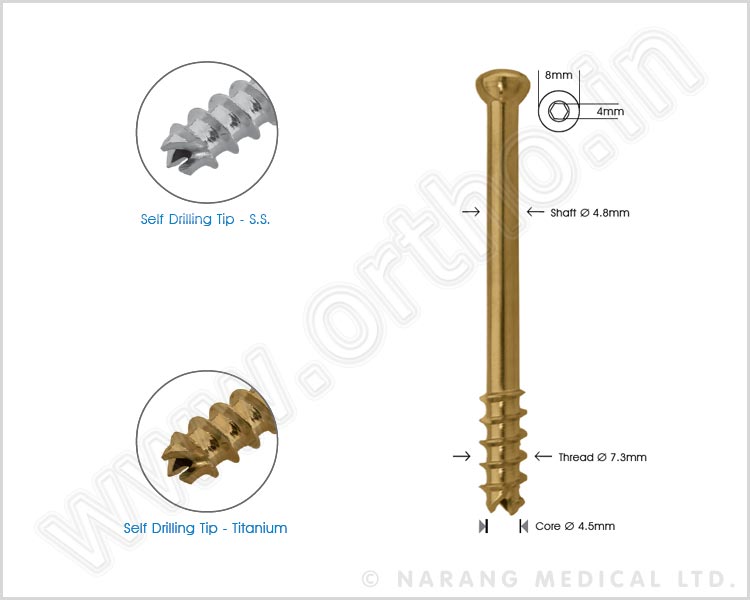 8mm
4mm
Self Drilling Tip - S.S.
Shaft Ø 4.8mm
Thread Ø 7.3mm
Self Drilling Tip - Titanium
Core Ø 4.5mm
www.ortho.in
© NARANG MEDICAL LTD.